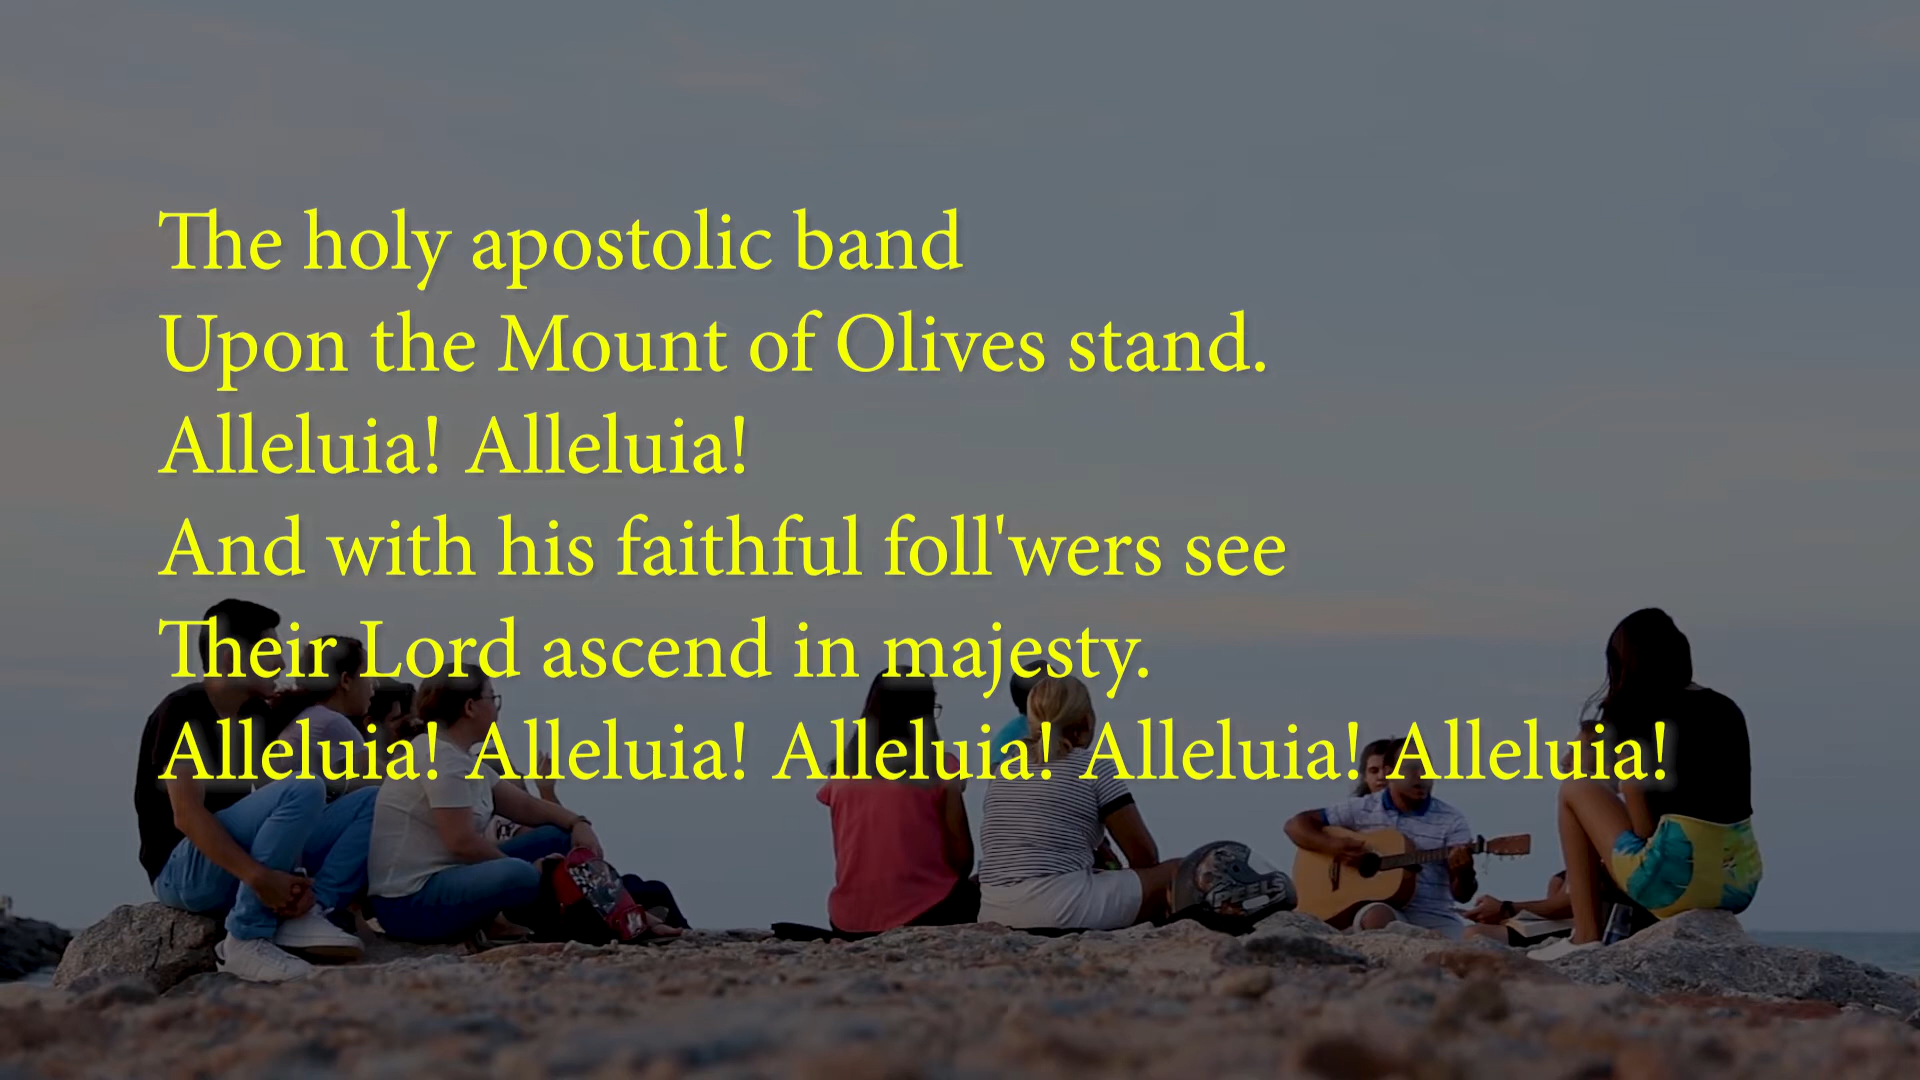 The holy apostolic band
Upon the Mount of Olives stand.
Alleluia! Alleluia!
And with his faithful foll'wers see
Their Lord ascend in majesty.
Alleluia! Alleluia! Alleluia! Alleluia! Alleluia!